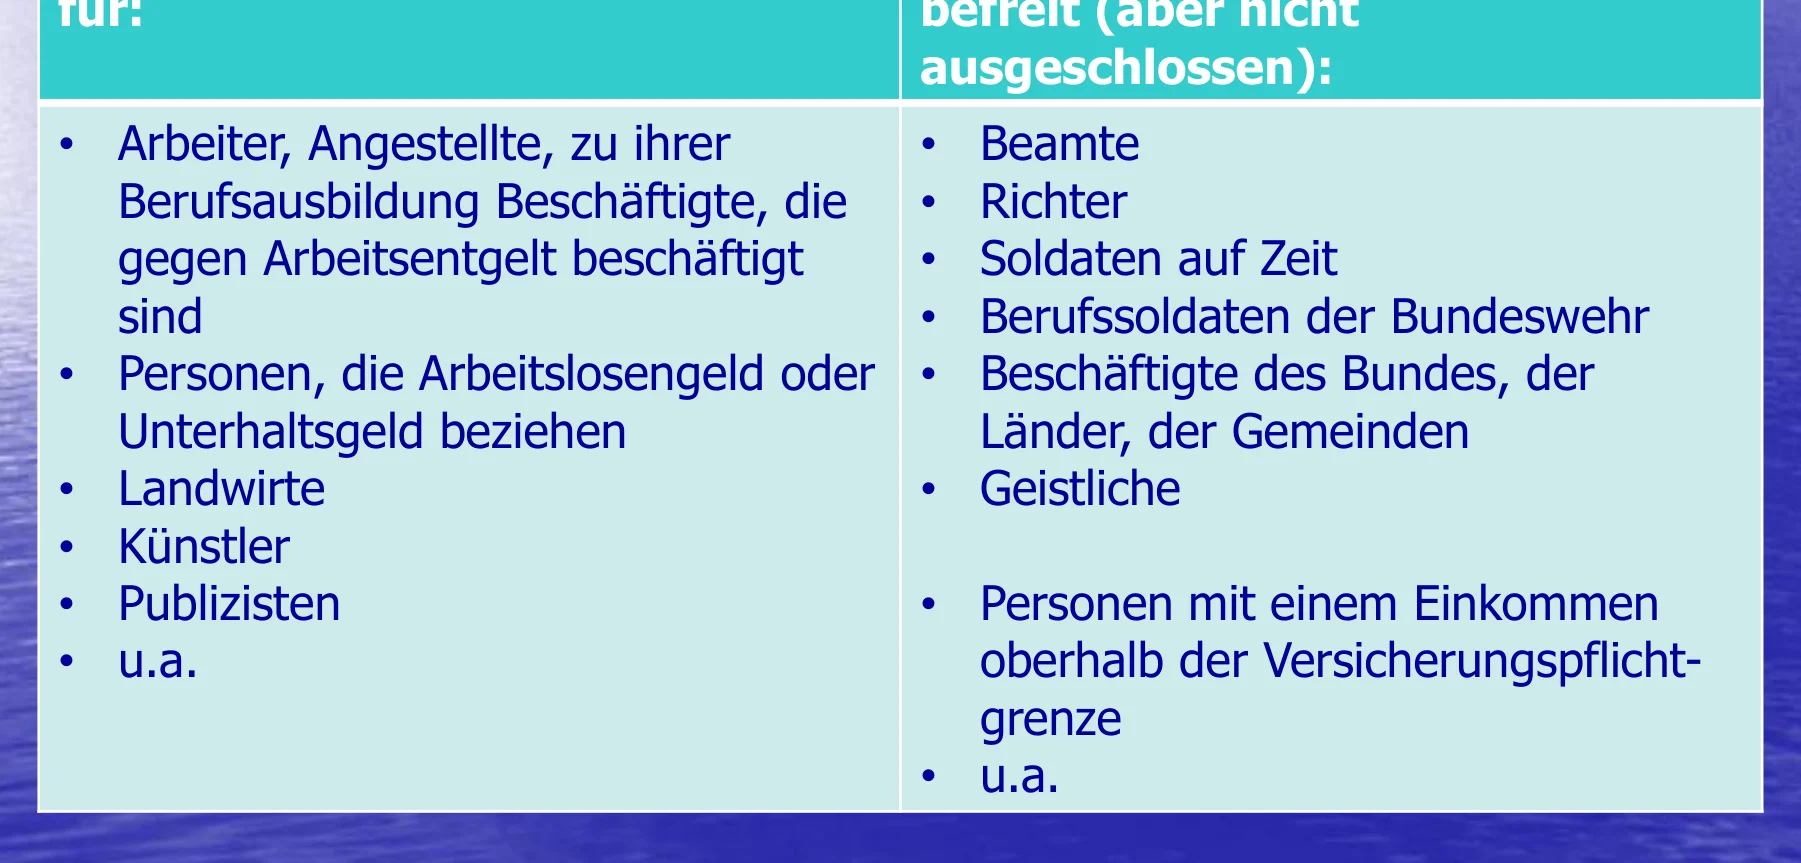 für:
befreit (aber nicht
ausgeschlossen):
• Arbeiter, Angestellte, zu ihrer
Berufsausbildung Beschäftigte, die
gegen Arbeitsentgelt beschäftigt
sind
• Personen, die Arbeitslosengeld oder
Unterhaltsgeld beziehen
• Landwirte
• Künstler
• Publizisten
• u.a.
• Beamte
• Richter
• Soldaten auf Zeit
• Berufssoldaten der Bundeswehr
• Beschäftigte des Bundes, der
Länder, der Gemeinden
• Geistliche
• Personen mit einem Einkommen
oberhalb der Versicherungspflicht-
grenze
• u.a.